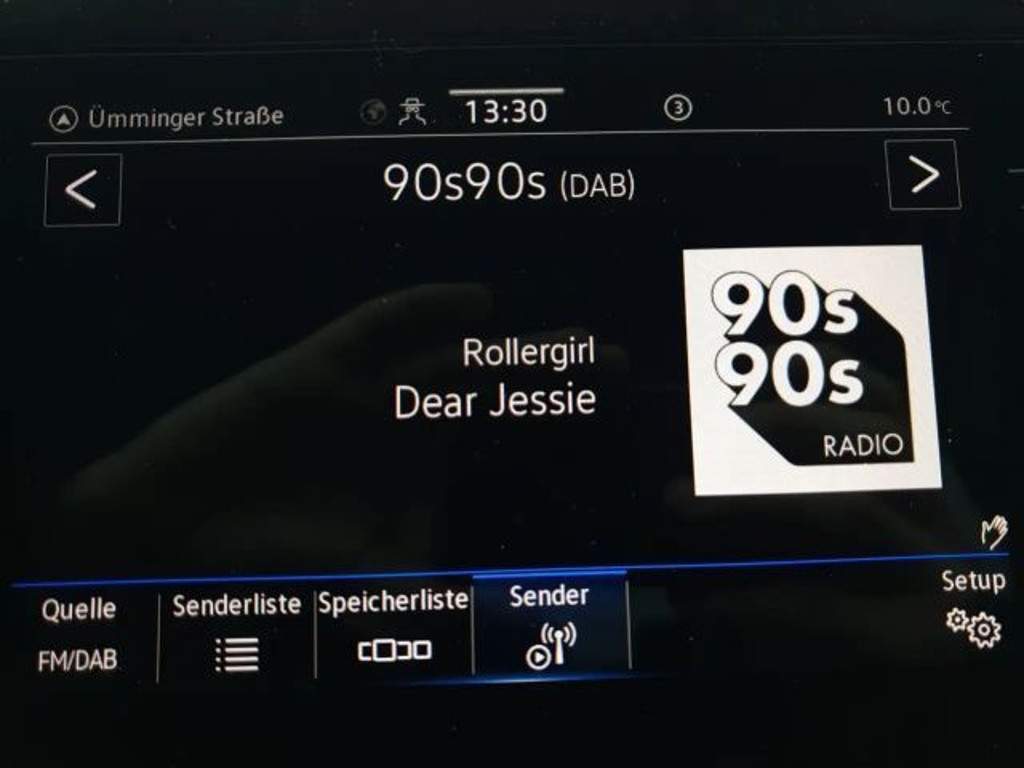 Ümminger Straße 13:30 3 10.0 °C
< 90s90s (DAB) >
90s
90s
RADIO
Rollergirl
Dear Jessie
Quelle Senderliste Speicherliste Sender Setup
FM/DAB